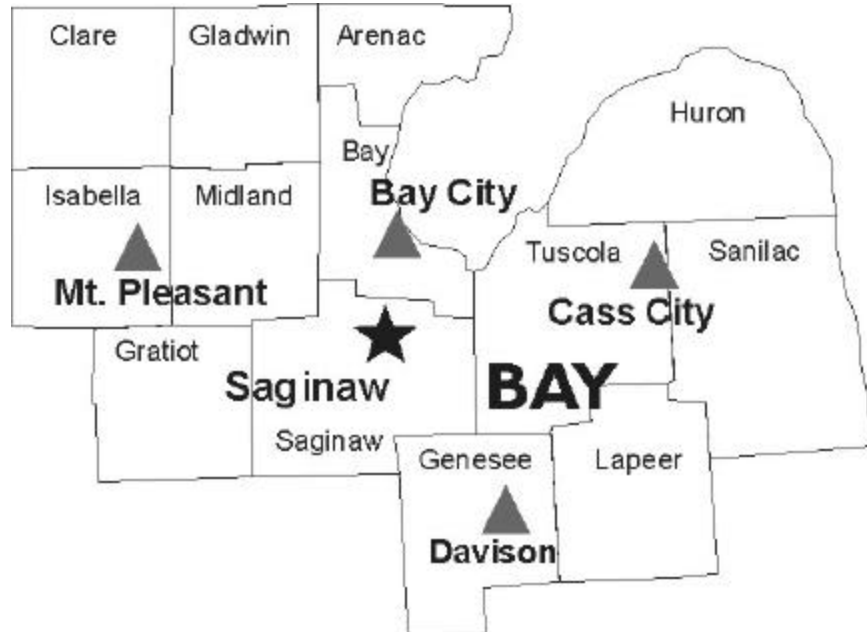 Clare
Gladwin
Arenac
Huron
Bay
Isabella
Midland
Bay City
Tuscola
Sanilac
Mt. Pleasant
Cass City
Gratiot
Saginaw
BAY
Saginaw
Genesee
Lapeer
Davison